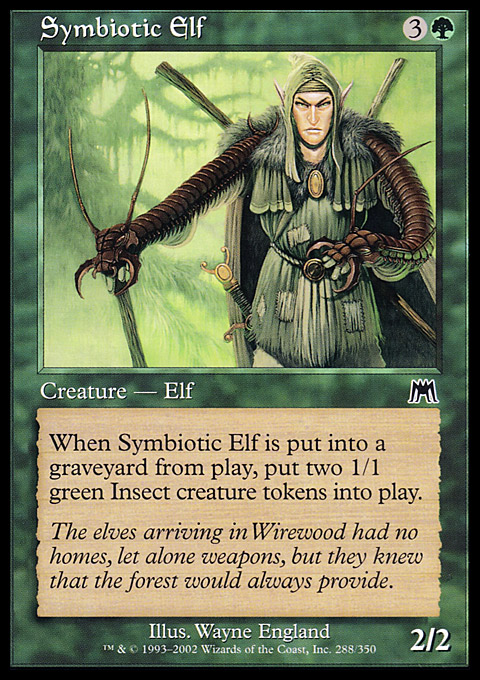 Symbiotic Elf 3
Creature — Elf
When Symbiotic Elf is put into a
graveyard from play, put two 1/1
green Insect creature tokens into play.
The elves arriving in Wirewood had no
homes, let alone weapons, but they knew
that the forest would always provide.
Illus. Wayne England
™ & © 1993–2002 Wizards of the Coast, Inc. 288/350
2/2